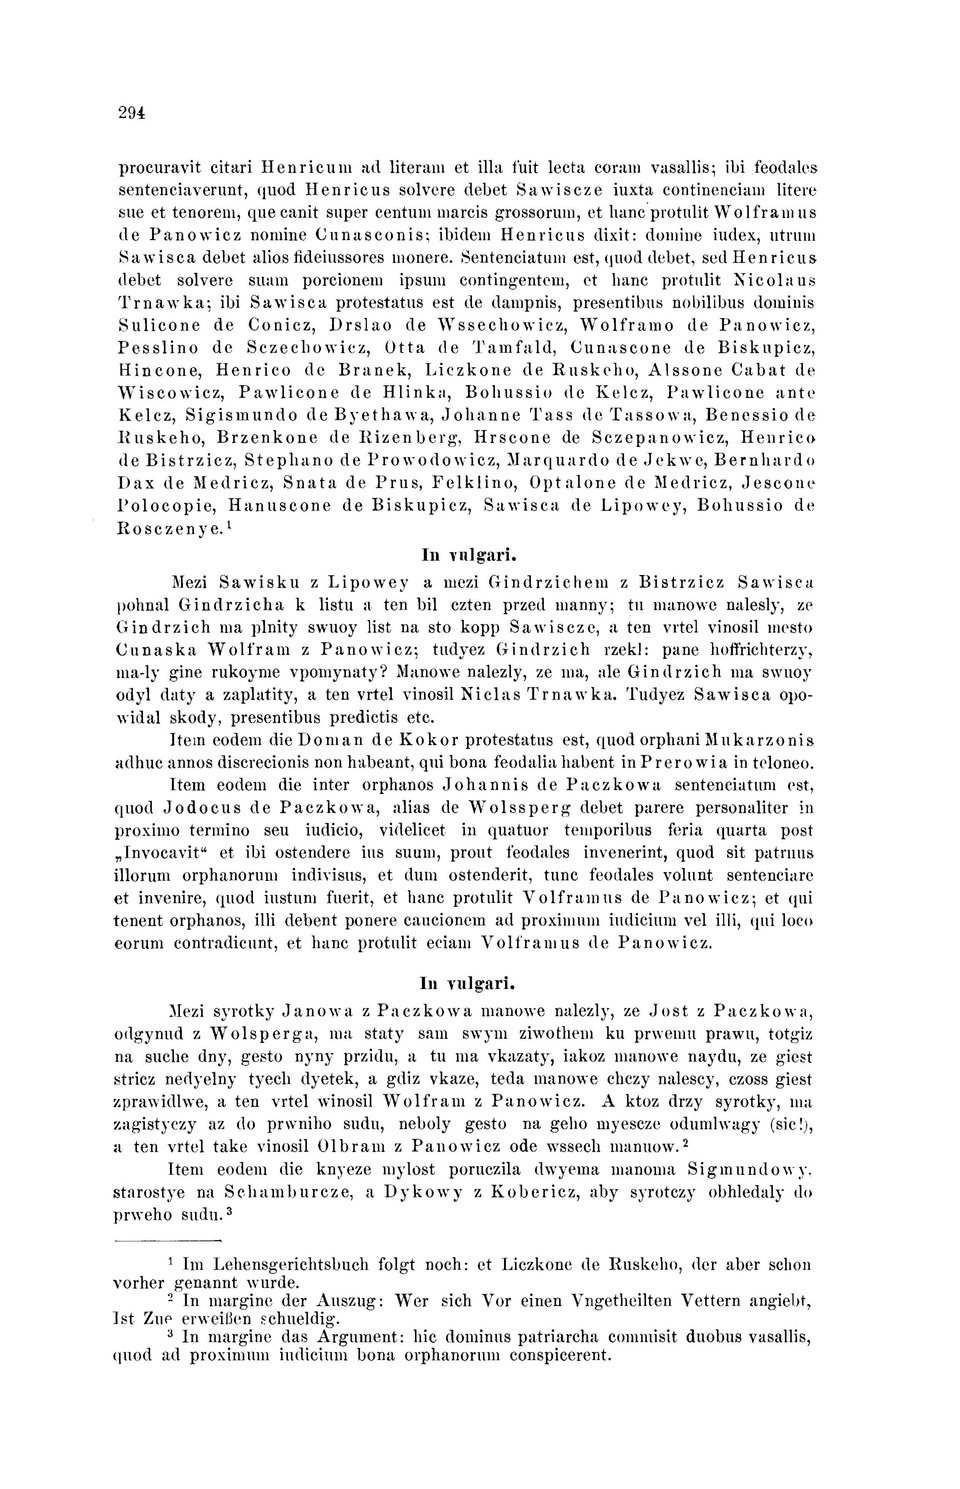 294
procuravit citari Henricum ad literam et illa fuit lecta coram vasallis; ibi feodales
sentenciaverunt, quod Henricus solvere debet Sawiscze iuxta continenciam litere
sue et tenorem, que canit super centum marcis grossorum, et hanc protulit Wolframus
de Panowicz nomine Cunasconis; ibidem Henricus dixit: domine iudex, utrum
Sawisca debet alios fideiussores monere. Sentenciatum est, quod debet, sed Henricus
debet solvere suam porcionem ipsum contingentem, et hanc protulit Nicolaus
Trnawka; ibi Sawisca protestatus est de dampnis, presentibus nobilibus dominis
Sulicone de Conicz, Drslao de Wssechowicz, Wolframo de Panowicz,
Pesslino de Sczechowicz, Otta de Tamfald, Cunascone de Biskupicz,
Hincone, Henrico de Branek, Liczkone de Ruskeho, Alssone Cabat de
Wiscowicz, Pawlicone de Hlinka, Bohussio de Kelcz, Pawlicone ante
Kelcz, Sigismundo de Byethawa, Johanne Tass de Tassowa, Benessio de
Ruskeho, Brzenkone de Rizenberg, Hrscone de Sczepanowicz, Henrico
de Bistrzicz, Stephano de Prowodowicz, Marquardo de Jekwe, Bernhardo
Dax de Medricz, Snata de Prus, Felklino, Optalone de Medricz, Jescone
Polocopie, Hanuscone de Biskupicz, Sawisca de Lipowey, Bohussio de
Rosczenye.¹
In vulgari.
Mezi Sawisku z Lipowey a mezi Gindrzichem z Bistrzicz Sawisca
pohnal Gindrzicha k listu a ten bil czten przed manny; tu manowe nalesly, ze
Gindrzich ma plnity swuoy list na sto kopp Sawiscze, a ten vrtel vinosil mesto
Cunaska Wolfram z Panowicz; tudyez Gindrzich rzekl: pane hoffrichterzy,
ma-ly gine rukoyme vpomynaty? Manowe nalezly, ze ma, ale Gindrzich ma swuoy
odyl daty a zaplatity, a ten vrtel vinosil Niclas Trnawka. Tudyez Sawisca opo-
widal skody, presentibus predictis etc.
Item eodem die Doman de Kokor protestatus est, quod orphani Mukarzonis
adhuc annos discrecionis non habeant, qui bona feodalia habent in Prerowia in teloneo.
Item eodem die inter orphanos Johannis de Paczkowa sentenciatum est,
quod Jodocus de Paczkowa, alias de Wolssperg debet parere personaliter in
proximo termino seu iudicio, videlicet in quatuor temporibus feria quarta post
„Invocavit“ et ibi ostendere ius suum, prout feodales invenerint, quod sit patruus
illorum orphanorum indivisus, et dum ostenderit, tunc feodales volunt sentenciare
et invenire, quod iustum fuerit, et hanc protulit Volframus de Panowicz; et qui
tenent orphanos, illi debent ponere caucionem ad proximum iudicium vel illi, qui loco
eorum contradicunt, et hanc protulit eciam Volframus de Panowicz.
In vulgari.
Mezi syrotky Janowa z Paczkowa manowe nalezly, ze Jost z Paczkowa,
odgynud z Wolsperga, ma staty sam swym ziwothem ku prwemu prawu, totgiz
na suche dny, gesto nyny przidu, a tu ma vkazaty, iakoz manowe naydu, ze giest
stricz nedyelny tyech dyetek, a gdiz vkaze, teda manowe chczy nalescy, czoss giest
zprawidlwe, a ten vrtel winosil Wolfram z Panowicz. A ktoz drzy syrotky, ma
zagistyczy az do prwniho sudu, neboly gesto na geho myescze odumlwagy (sic!),
a ten vrtel take vinosil Olbram z Panowicz ode wssech manuow.²
Item eodem die knyeze mylost poruczila dwyema manoma Sigmundowy,
starostye na Schamburcze, a Dykowy z Kobericz, aby syrotczy obhledaly do
prweho sudu.³
¹ Im Lehensgerichtsbuch folgt noch: et Liczkone de Ruskeho, der aber schon
vorher genannt wurde.
² In margine der Auszug: Wer sich Vor einen Vngetheilten Vettern angiebt,
Ist Zue erweißen schueldig.
³ In margine das Argument: hic dominus patriarcha commisit duobus vasallis,
quod ad proximum iudicium bona orphanorum conspicerent.